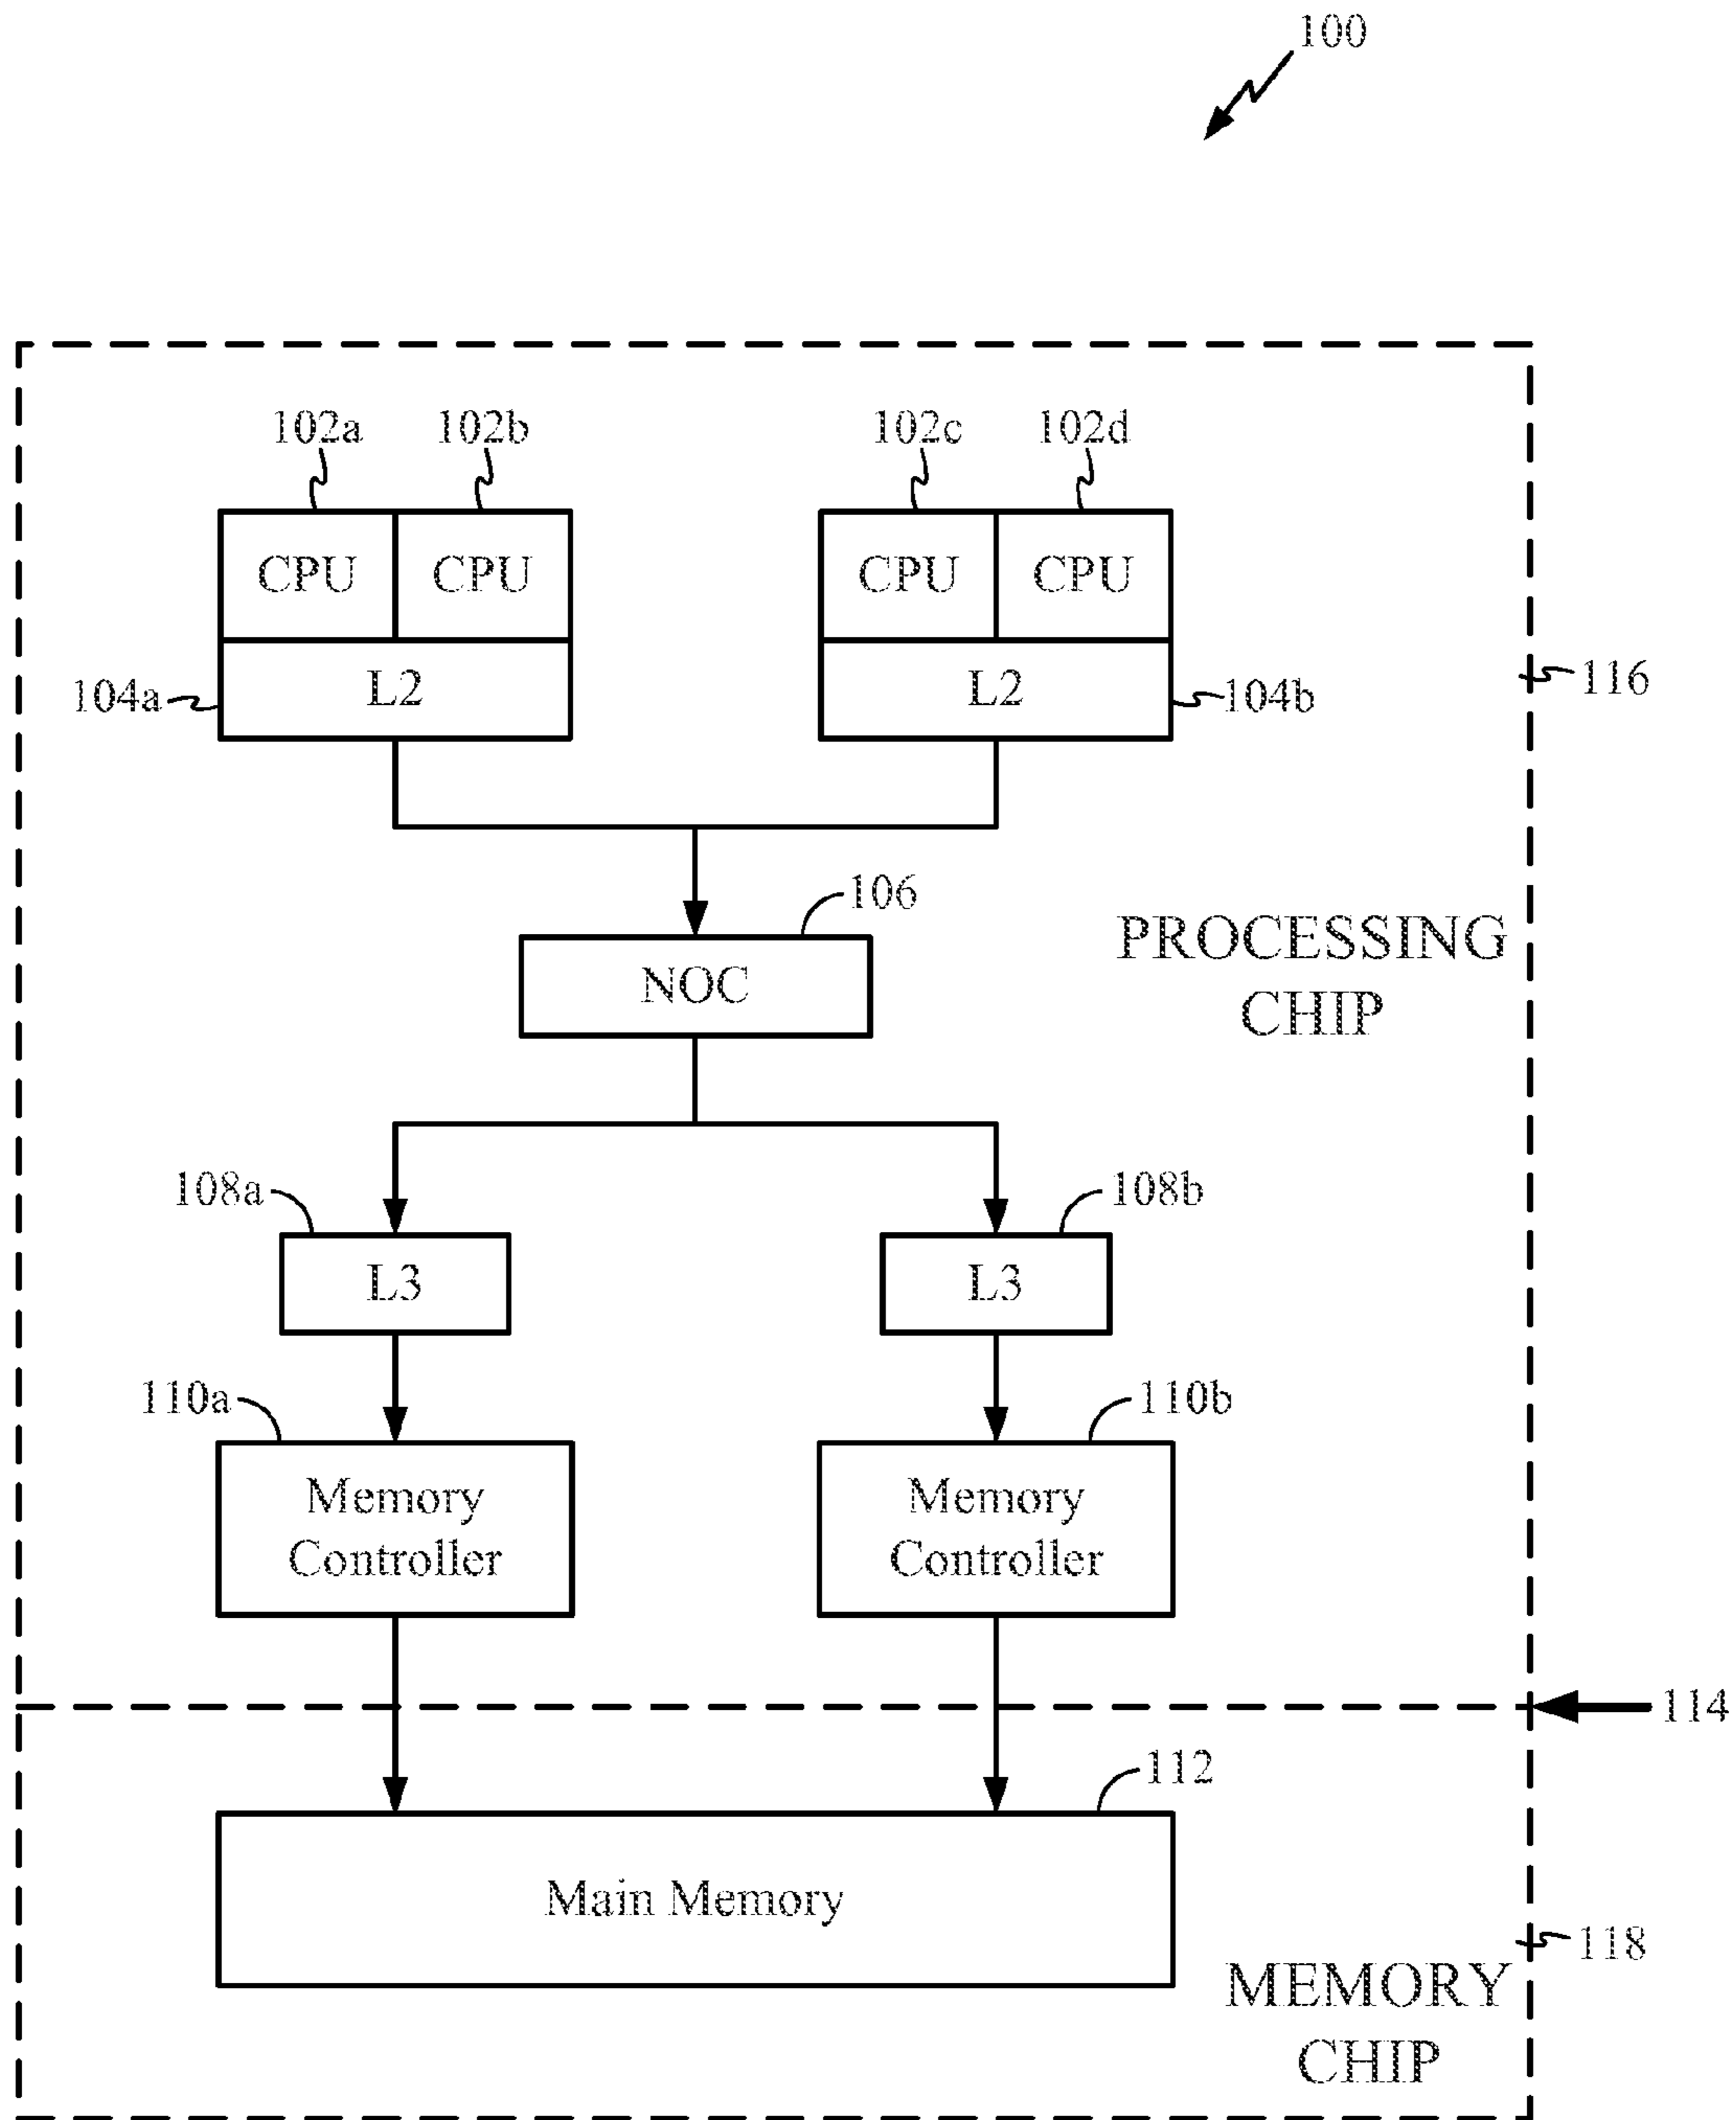 100
102a 102b 102c 102d
CPU CPU CPU CPU
L2 L2
104a 104b 116
106
NOC
PROCESSING
CHIP
108a 108b
L3 L3
110a 110b
Memory
Controller
Memory
Controller
114
112
Main Memory
118
MEMORY
CHIP